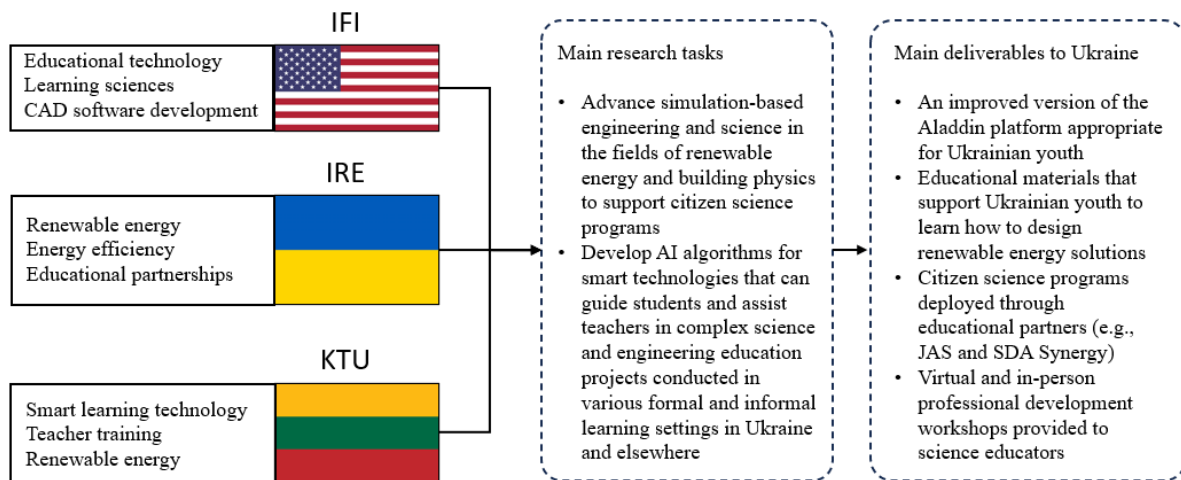 IFI
Educational technology
Learning sciences
CAD software development
IRE
Renewable energy
Energy efficiency
Educational partnerships
KTU
Smart learning technology
Teacher training
Renewable energy
Main research tasks
• Advance simulation-based
engineering and science in
the fields of renewable
energy and building physics
to support citizen science
programs
• Develop AI algorithms for
smart technologies that can
guide students and assist
teachers in complex science
and engineering education
projects conducted in
various formal and informal
learning settings in Ukraine
and elsewhere
Main deliverables to Ukraine
• An improved version of the
Aladdin platform appropriate
for Ukrainian youth
• Educational materials that
support Ukrainian youth to
learn how to design
renewable energy solutions
• Citizen science programs
deployed through
educational partners (e.g.,
JAS and SDA Synergy)
• Virtual and in-person
professional development
workshops provided to
science educators